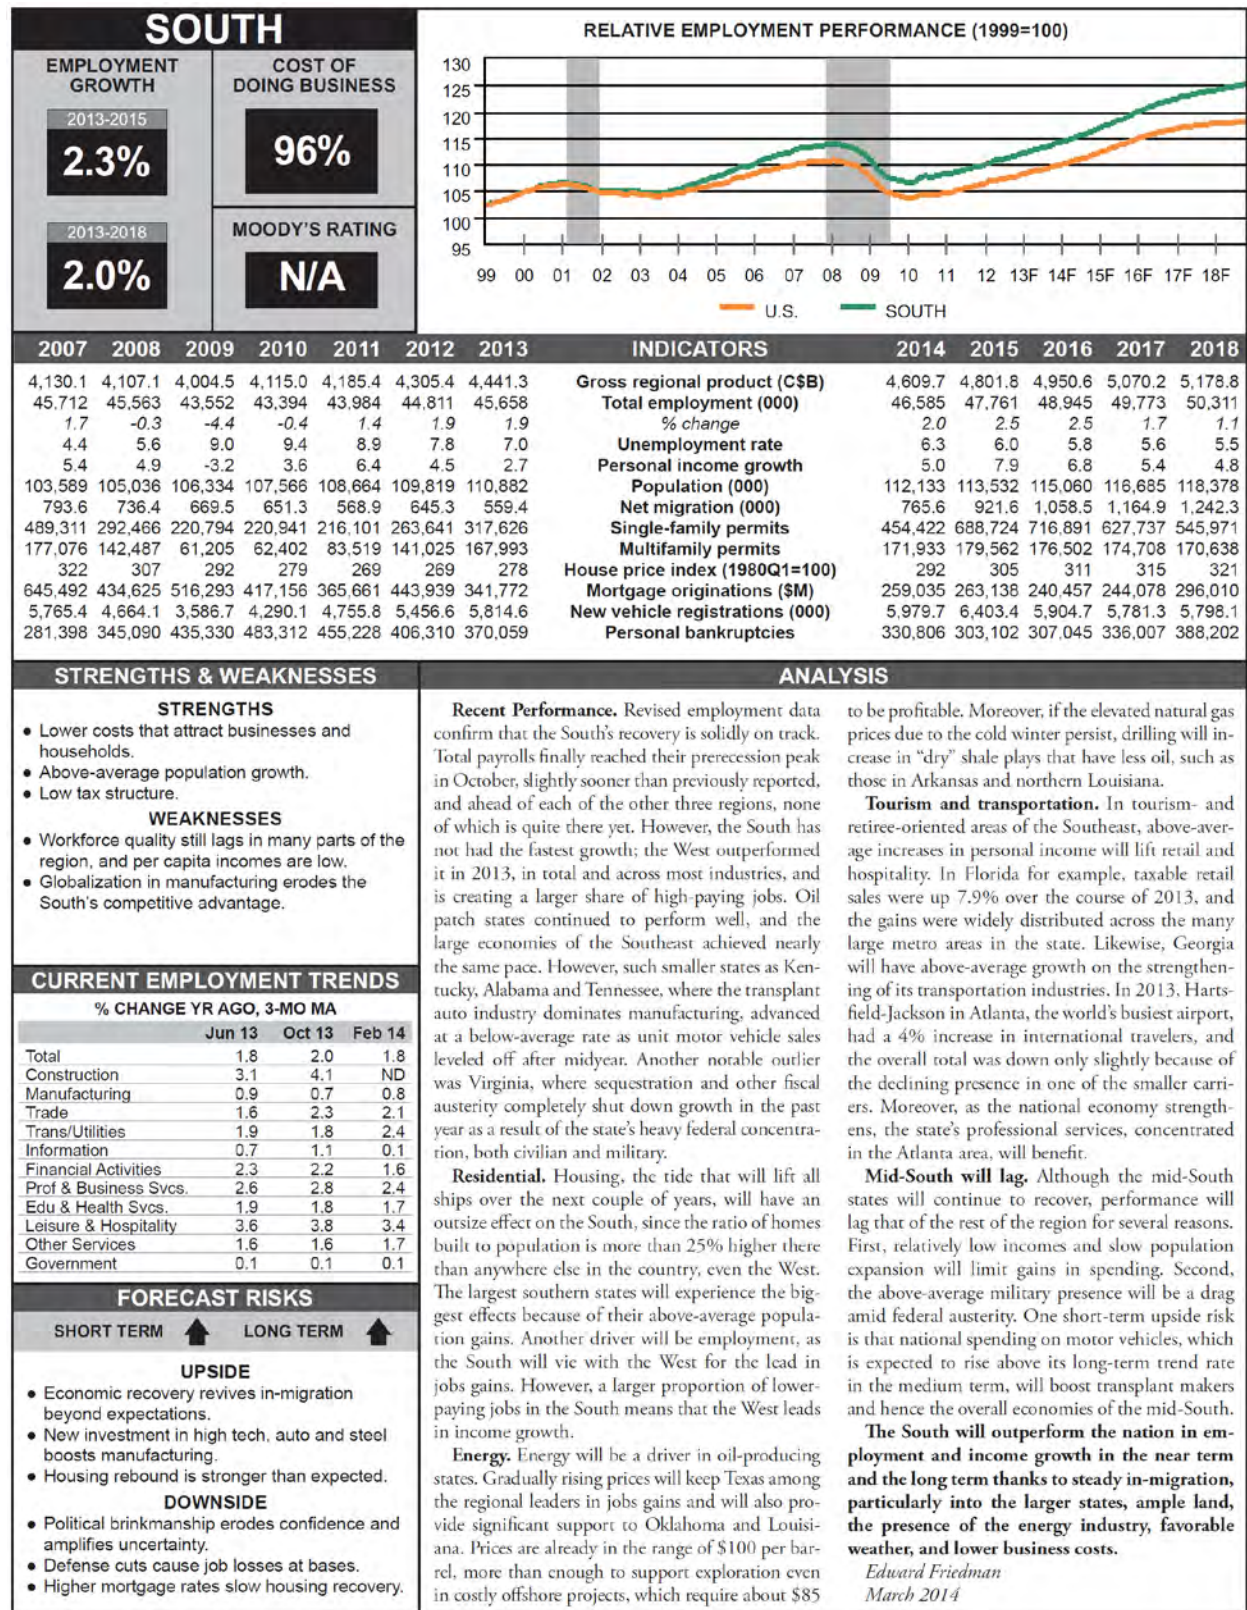 SOUTH
EMPLOYMENT
GROWTH
2013-2015
2.3%
2013-2018
2.0%
COST OF
DOING BUSINESS
96%
MOODY'S RATING
N/A
RELATIVE EMPLOYMENT PERFORMANCE (1999=100)
130
125
120
115
110
105
100
95
99 00 01 02 03 04 05 06 07 08 09 10 11 12 13F 14F 15F 16F 17F 18F
U.S. SOUTH
2007 2008 2009 2010 2011 2012 2013 INDICATORS 2014 2015 2016 2017 2018
4,130.1 4,107.1 4,004.5 4,115.0 4,185.4 4,305.4 4,441.3 Gross regional product (C$B) 4,609.7 4,801.8 4,950.6 5,070.2 5,178.8
45,712 45,563 43,552 43,394 43,984 44,811 45,658 Total employment (000) 46,585 47,761 48,945 49,773 50,311
1.7 -0.3 -4.4 -0.4 1.4 1.9 1.9 % change 2.0 2.5 2.5 1.7 1.1
4.4 5.6 9.0 9.4 8.9 7.8 7.0 Unemployment rate 6.3 6.0 5.8 5.6 5.5
5.4 4.9 -3.2 3.6 6.4 4.5 2.7 Personal income growth 5.0 7.9 6.8 5.4 4.8
103,589 105,036 106,334 107,566 108,664 109,819 110,882 Population (000) 112,133 113,532 115,060 116,685 118,378
793.6 736.4 669.5 651.3 568.9 645.3 559.4 Net migration (000) 765.6 921.6 1,058.5 1,164.9 1,242.3
489,311 292,466 220,794 220,941 216,101 263,641 317,626 Single-family permits 454,422 688,724 716,891 627,737 545,971
177,076 142,487 61,205 62,402 83,519 141,025 167,993 Multifamily permits 171,933 179,562 176,502 174,708 170,638
322 307 292 279 269 269 278 House price index (1980Q1=100) 292 305 311 315 321
645,492 434,625 516,293 417,156 365,661 443,939 341,772 Mortgage originations ($M) 259,035 263,138 240,457 244,078 296,010
5,765.4 4,664.1 3,586.7 4,290.1 4,755.8 5,456.6 5,814.6 New vehicle registrations (000) 5,979.7 6,403.4 5,904.7 5,781.3 5,798.1
281,398 345,090 435,330 483,312 455,228 406,310 370,059 Personal bankruptcies 330,806 303,102 307,045 336,007 388,202
STRENGTHS & WEAKNESSES
STRENGTHS
• Lower costs that attract businesses and
households.
• Above-average population growth.
• Low tax structure.
WEAKNESSES
• Workforce quality still lags in many parts of the
region, and per capita incomes are low.
• Globalization in manufacturing erodes the
South's competitive advantage.
CURRENT EMPLOYMENT TRENDS
% CHANGE YR AGO, 3-MO MA
Jun 13 Oct 13 Feb 14
Total 1.8 2.0 1.8
Construction 3.1 4.1 ND
Manufacturing 0.9 0.7 0.8
Trade 1.6 2.3 2.1
Trans/Utilities 1.9 1.8 2.4
Information 0.7 1.1 0.1
Financial Activities 2.3 2.2 1.6
Prof & Business Svcs. 2.6 2.8 2.4
Edu & Health Svcs. 1.9 1.8 1.7
Leisure & Hospitality 3.6 3.8 3.4
Other Services 1.6 1.6 1.7
Government 0.1 0.1 0.1
FORECAST RISKS
SHORT TERM LONG TERM
UPSIDE
• Economic recovery revives in-migration
beyond expectations.
• New investment in high tech, auto and steel
boosts manufacturing.
• Housing rebound is stronger than expected.
DOWNSIDE
• Political brinkmanship erodes confidence and
amplifies uncertainty.
• Defense cuts cause job losses at bases.
• Higher mortgage rates slow housing recovery.
ANALYSIS
Recent Performance. Revised employment data
confirm that the South's recovery is solidly on track.
Total payrolls finally reached their prerecession peak
in October, slightly sooner than previously reported,
and ahead of each of the other three regions, none
of which is quite there yet. However, the South has
not had the fastest growth; the West outperformed
it in 2013, in total and across most industries, and
is creating a larger share of high-paying jobs. Oil
patch states continued to perform well, and the
large economies of the Southeast achieved nearly
the same pace. However, such smaller states as Ken-
tucky, Alabama and Tennessee, where the transplant
auto industry dominates manufacturing, advanced
at a below-average rate as unit motor vehicle sales
leveled off after midyear. Another notable outlier
was Virginia, where sequestration and other fiscal
austerity completely shut down growth in the past
year as a result of the state's heavy federal concentra-
tion, both civilian and military.
Residential. Housing, the tide that will lift all
ships over the next couple of years, will have an
outsize effect on the South, since the ratio of homes
built to population is more than 25% higher there
than anywhere else in the country, even the West.
The largest southern states will experience the big-
gest effects because of their above-average popula-
tion gains. Another driver will be employment, as
the South will vie with the West for the lead in
jobs gains. However, a larger proportion of lower-
paying jobs in the South means that the West leads
in income growth.
Energy. Energy will be a driver in oil-producing
states. Gradually rising prices will keep Texas among
the regional leaders in jobs gains and will also pro-
vide significant support to Oklahoma and Louisi-
ana. Prices are already in the range of $100 per bar-
rel, more than enough to support exploration even
in costly offshore projects, which require about $85
to be profitable. Moreover, if the elevated natural gas
prices due to the cold winter persist, drilling will in-
crease in "dry" shale plays that have less oil, such as
those in Arkansas and northern Louisiana.
Tourism and transportation. In tourism- and
retiree-oriented areas of the Southeast, above-aver-
age increases in personal income will lift retail and
hospitality. In Florida for example, taxable retail
sales were up 7.9% over the course of 2013, and
the gains were widely distributed across the many
large metro areas in the state. Likewise, Georgia
will have above-average growth on the strengthen-
ing of its transportation industries. In 2013, Harts-
field-Jackson in Atlanta, the world's busiest airport,
had a 4% increase in international travelers, and
the overall total was down only slightly because of
the declining presence in one of the smaller carri-
ers. Moreover, as the national economy strength-
ens, the state's professional services, concentrated
in the Atlanta area, will benefit.
Mid-South will lag. Although the mid-South
states will continue to recover, performance will
lag that of the rest of the region for several reasons.
First, relatively low incomes and slow population
expansion will limit gains in spending. Second,
the above-average military presence will be a drag
amid federal austerity. One short-term upside risk
is that national spending on motor vehicles, which
is expected to rise above its long-term trend rate
in the medium term, will boost transplant makers
and hence the overall economies of the mid-South.
The South will outperform the nation in em-
ployment and income growth in the near term
and the long term thanks to steady in-migration,
particularly into the larger states, ample land,
the presence of the energy industry, favorable
weather, and lower business costs.
Edward Friedman
March 2014